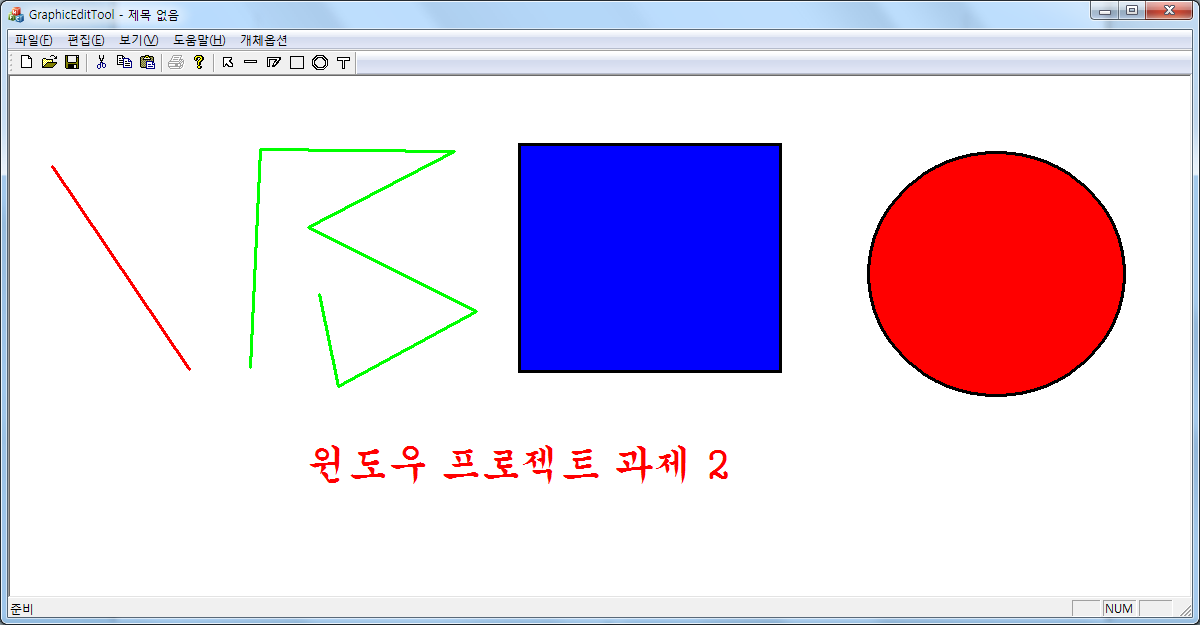 GraphicEditTool - 제목 없음
파일(F) 편집(E) 보기(V) 도움말(H) 개체옵션
윈도우 프로젝트 과제 2
준비 NUM